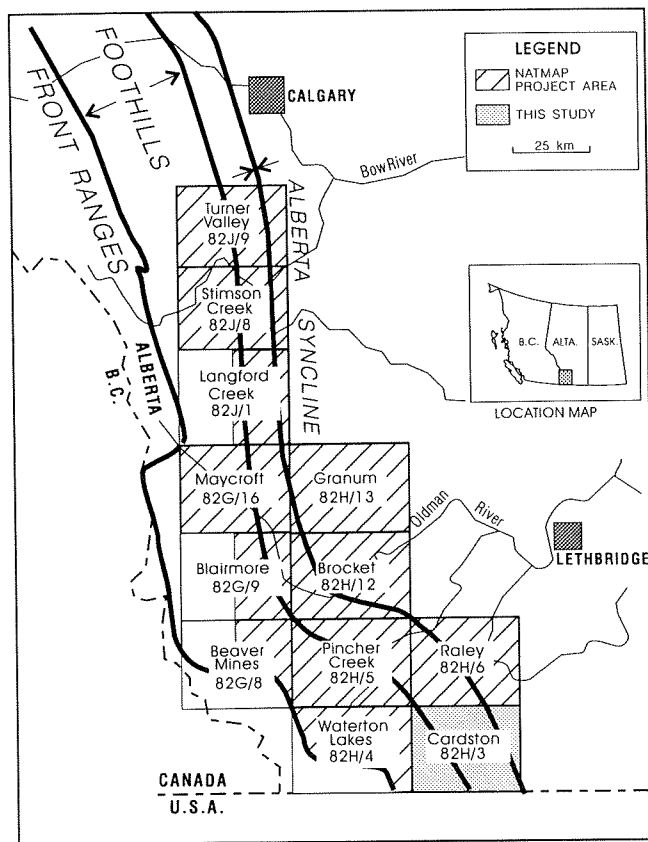 LEGEND
NATMAP
PROJECT AREA
THIS STUDY
25 km
CALGARY
FOOTHILLS
FRONT RANGES
Bow River
ALBERTA
SYNCLINE
Turner
Valley
82J/9
Stimson
Creek
82J/8
Langford
Creek
82J/1
ALBERTA
B.C.
B.C.
ALTA.
SASK.
LOCATION MAP
Maycroft
82G/16
Granum
82H/13
Oldman
River
LETHBRIDGE
Blairmore
82G/9
Brocket
82H/12
Beaver
Mines
82G/8
Pincher
Creek
82H/5
Raley
82H/6
Waterton
Lakes
82H/4
Cardston
82H/3
CANADA
U.S.A.